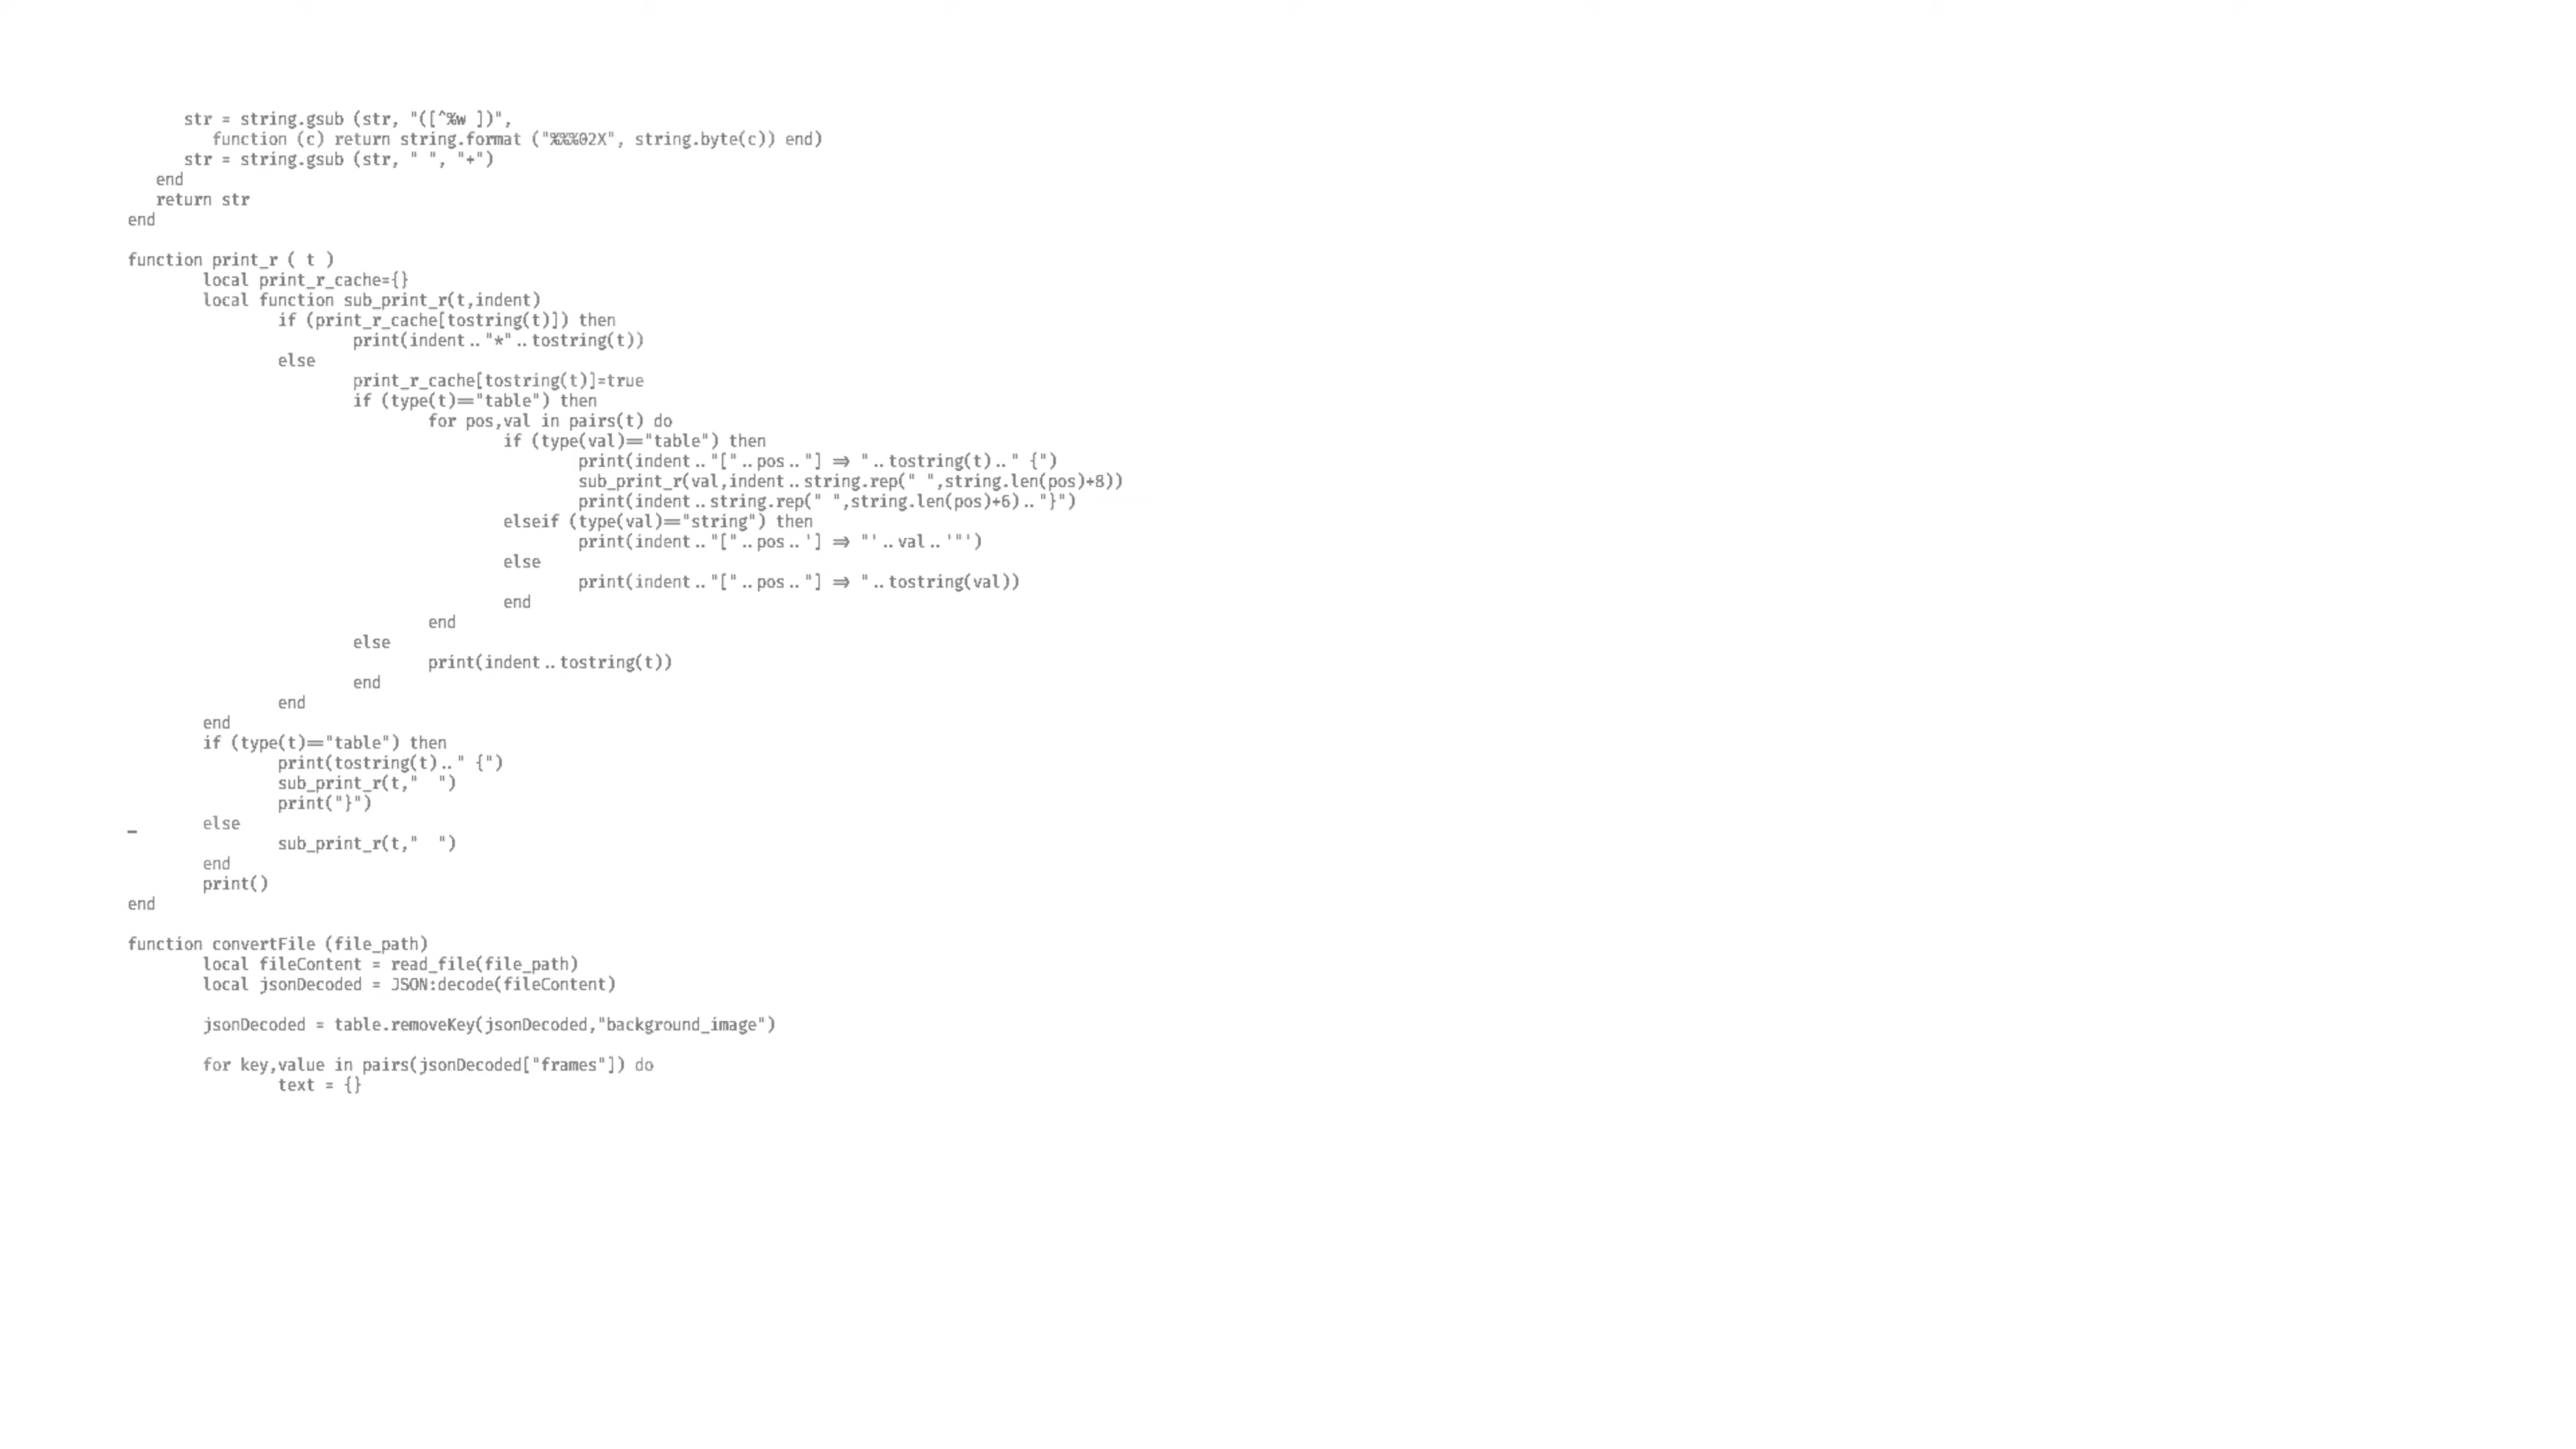 str = string.gsub (str, "([^%w ])",
function (c) return string.format ("%%%02X", string.byte(c)) end)
str = string.gsub (str, " ", "+")
end
return str
end
function print_r ( t )
local print_r_cache={}
local function sub_print_r(t,indent)
if (print_r_cache[tostring(t)]) then
print(indent.."*"..tostring(t))
else
print_r_cache[tostring(t)]=true
if (type(t)=="table") then
for pos,val in pairs(t) do
if (type(val)=="table") then
print(indent.."["..pos.."] => "..tostring(t).." {")
sub_print_r(val,indent..string.rep(" ",string.len(pos)+8))
print(indent..string.rep(" ",string.len(pos)+6).."}")
elseif (type(val)=="string") then
print(indent.."["..pos..'] => "'..val..'"')
else
print(indent.."["..pos.."] => "..tostring(val))
end
end
else
print(indent..tostring(t))
end
end
end
if (type(t)=="table") then
print(tostring(t).." {")
sub_print_r(t,"  ")
print("}")
else
_
sub_print_r(t,"  ")
end
print()
end
function convertFile (file_path)
local fileContent = read_file(file_path)
local jsonDecoded = JSON:decode(fileContent)
jsonDecoded = table.removeKey(jsonDecoded,"background_image")
for key,value in pairs(jsonDecoded["frames"]) do
text = {}